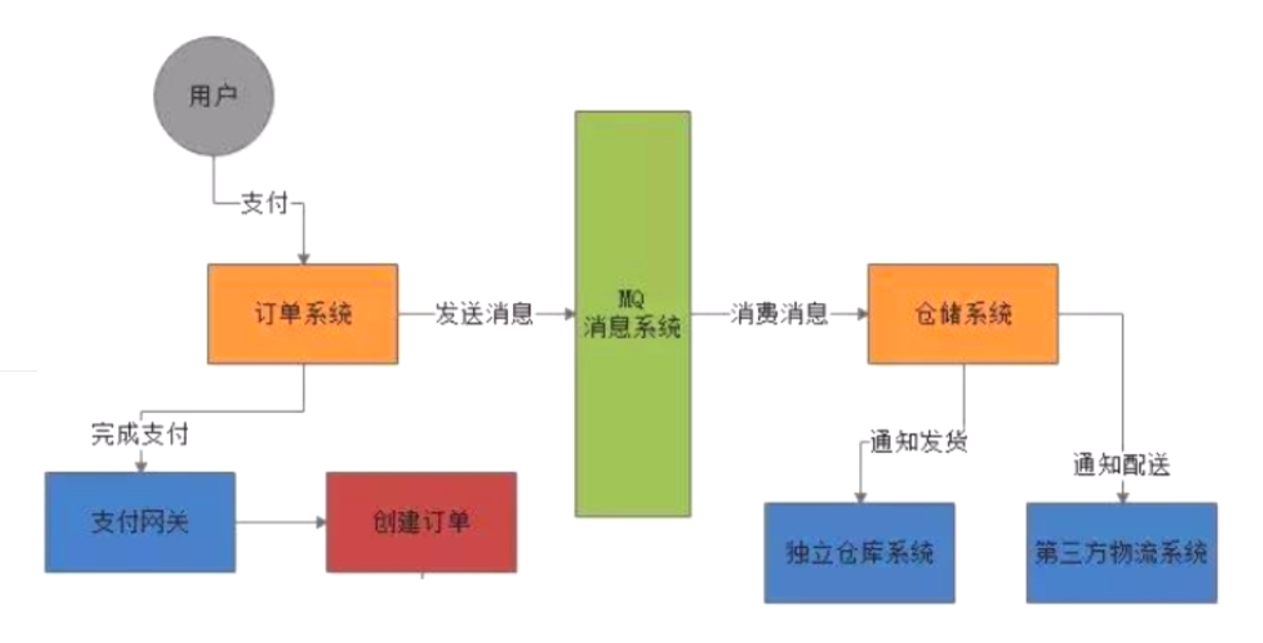 用户
支付
订单系统
发送消息
MQ
消息系统
消费消息
仓储系统
完成支付
通知发货
通知配送
支付网关
创建订单
独立仓库系统
第三方物流系统